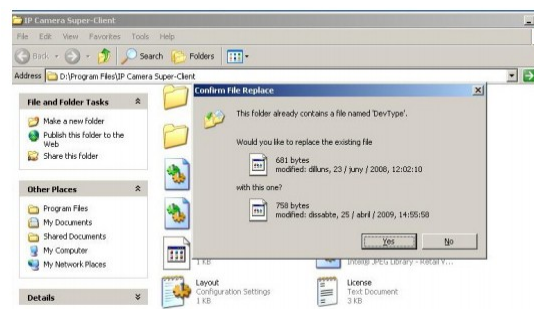 IP Camera Super-Client
File Edit View Favorites Tools Help
Back Search Folders
Address D:\Program Files\IP Camera Super-Client
File and Folder Tasks
Make a new folder
Publish this folder to the
Web
Share this folder
Other Places
Program Files
My Documents
Shared Documents
My Computer
My Network Places
Details
Confirm File Replace
This folder already contains a file named 'DevType'.
Would you like to replace the existing file
681 bytes
modified: dilluns, 23 / juny / 2008, 12:02:10
with this one?
758 bytes
modified: dissabte, 25 / abril / 2009, 14:55:58
Yes No
1 KB
Intel® JPEG Library - Retail V...
Layout
Configuration Settings
1 KB
License
Text Document
3 KB